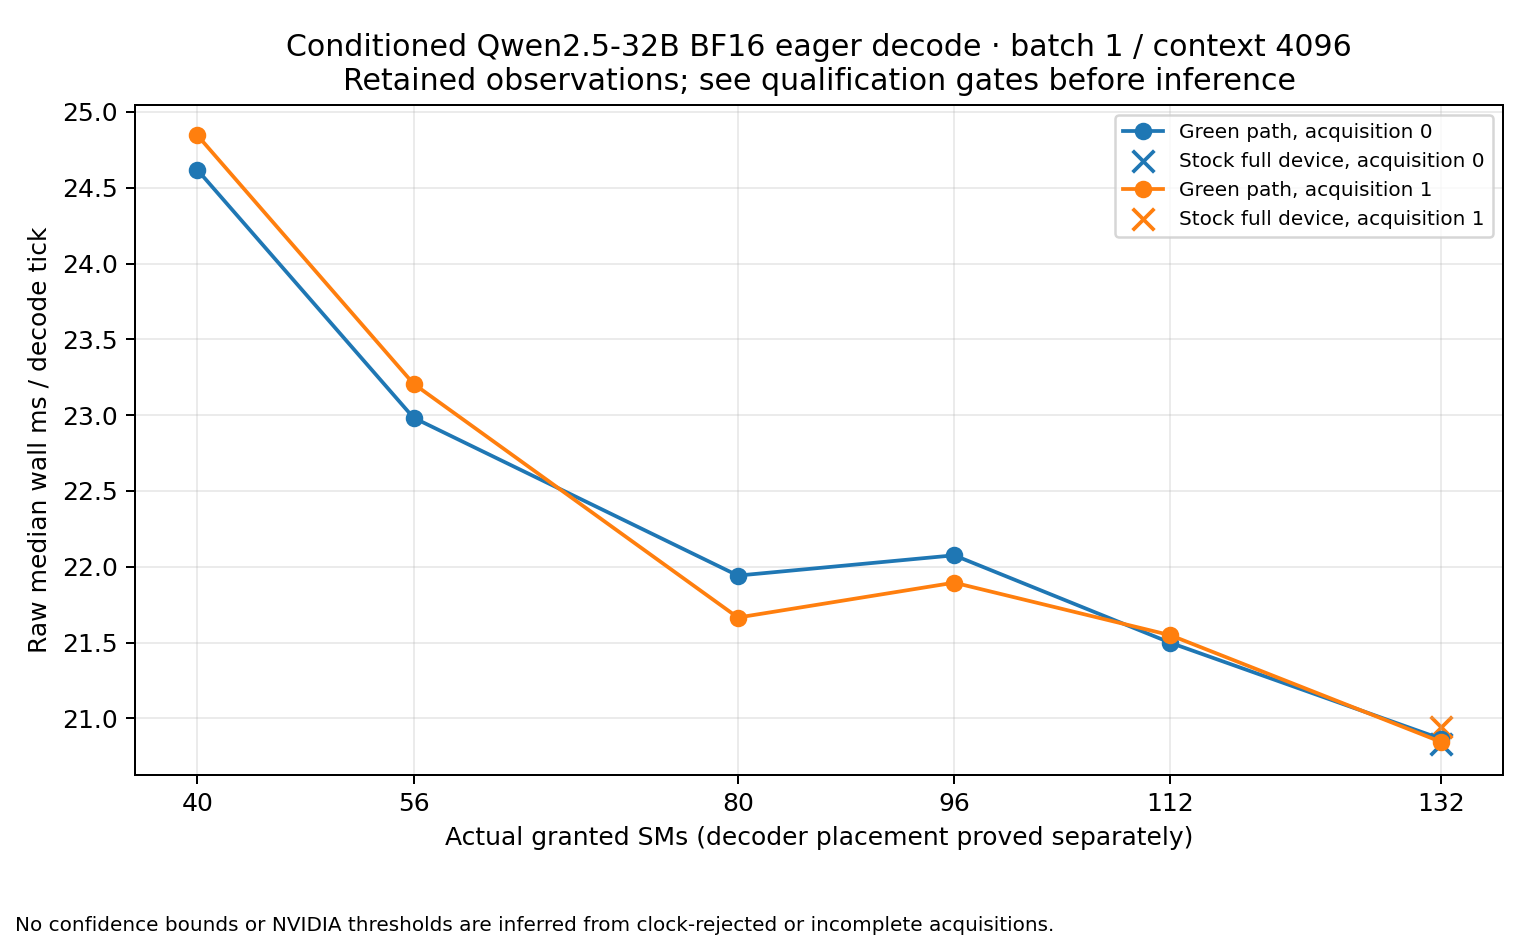 Conditioned Qwen2.5-32B BF16 eager decode · batch 1 / context 4096
Retained observations; see qualification gates before inference
Raw median wall ms / decode tick
25.0
24.5
24.0
23.5
23.0
22.5
22.0
21.5
21.0
Green path, acquisition 0
Stock full device, acquisition 0
Green path, acquisition 1
Stock full device, acquisition 1
40 56 80 96 112 132
Actual granted SMs (decoder placement proved separately)
No confidence bounds or NVIDIA thresholds are inferred from clock-rejected or incomplete acquisitions.